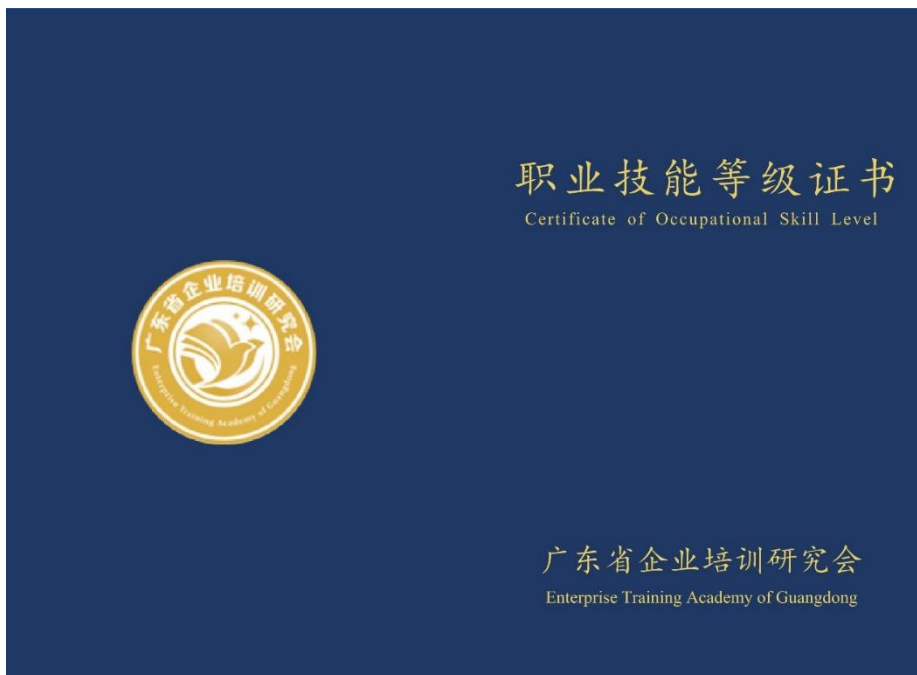 职业技能等级证书
Certificate of Occupational Skill Level
广东省企业培训研究会
Enterprise Training Academy of Guangdong
广东省企业培训研究会
Enterprise Training Academy of Guangdong